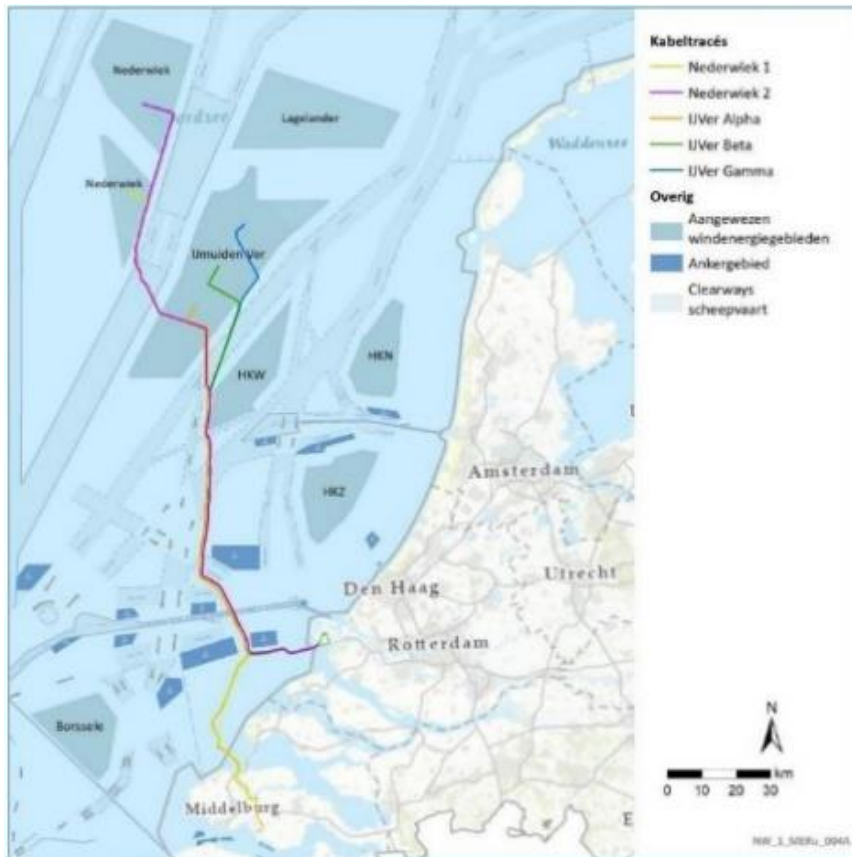 Nederwiek
Lagelander
Waddensee
Nederwiek
IJmuiden Ver
HKN
HKW
Amsterdam
HKZ
Den Haag
Utrecht
Rotterdam
Borssele
Middelburg
Kabeltracés
Nederwiek 1
Nederwiek 2
IJVer Alpha
IJVer Beta
IJVer Gamma
Overig
Aangewezen
windenergiegebieden
Ankergebied
Clearways
scheepvaart
N
km
0 10 20 30